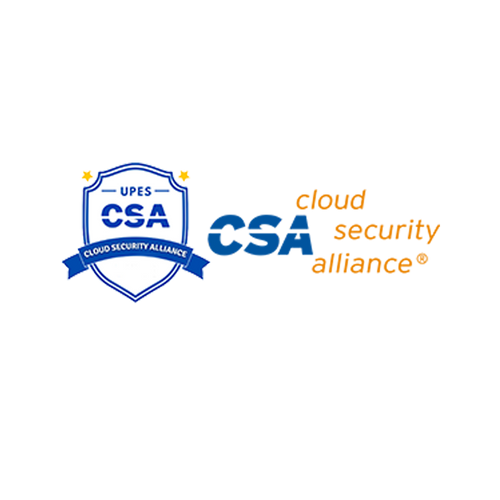 UPES
CSA
CLOUD SECURITY ALLIANCE
CSA
cloud
security
alliance®